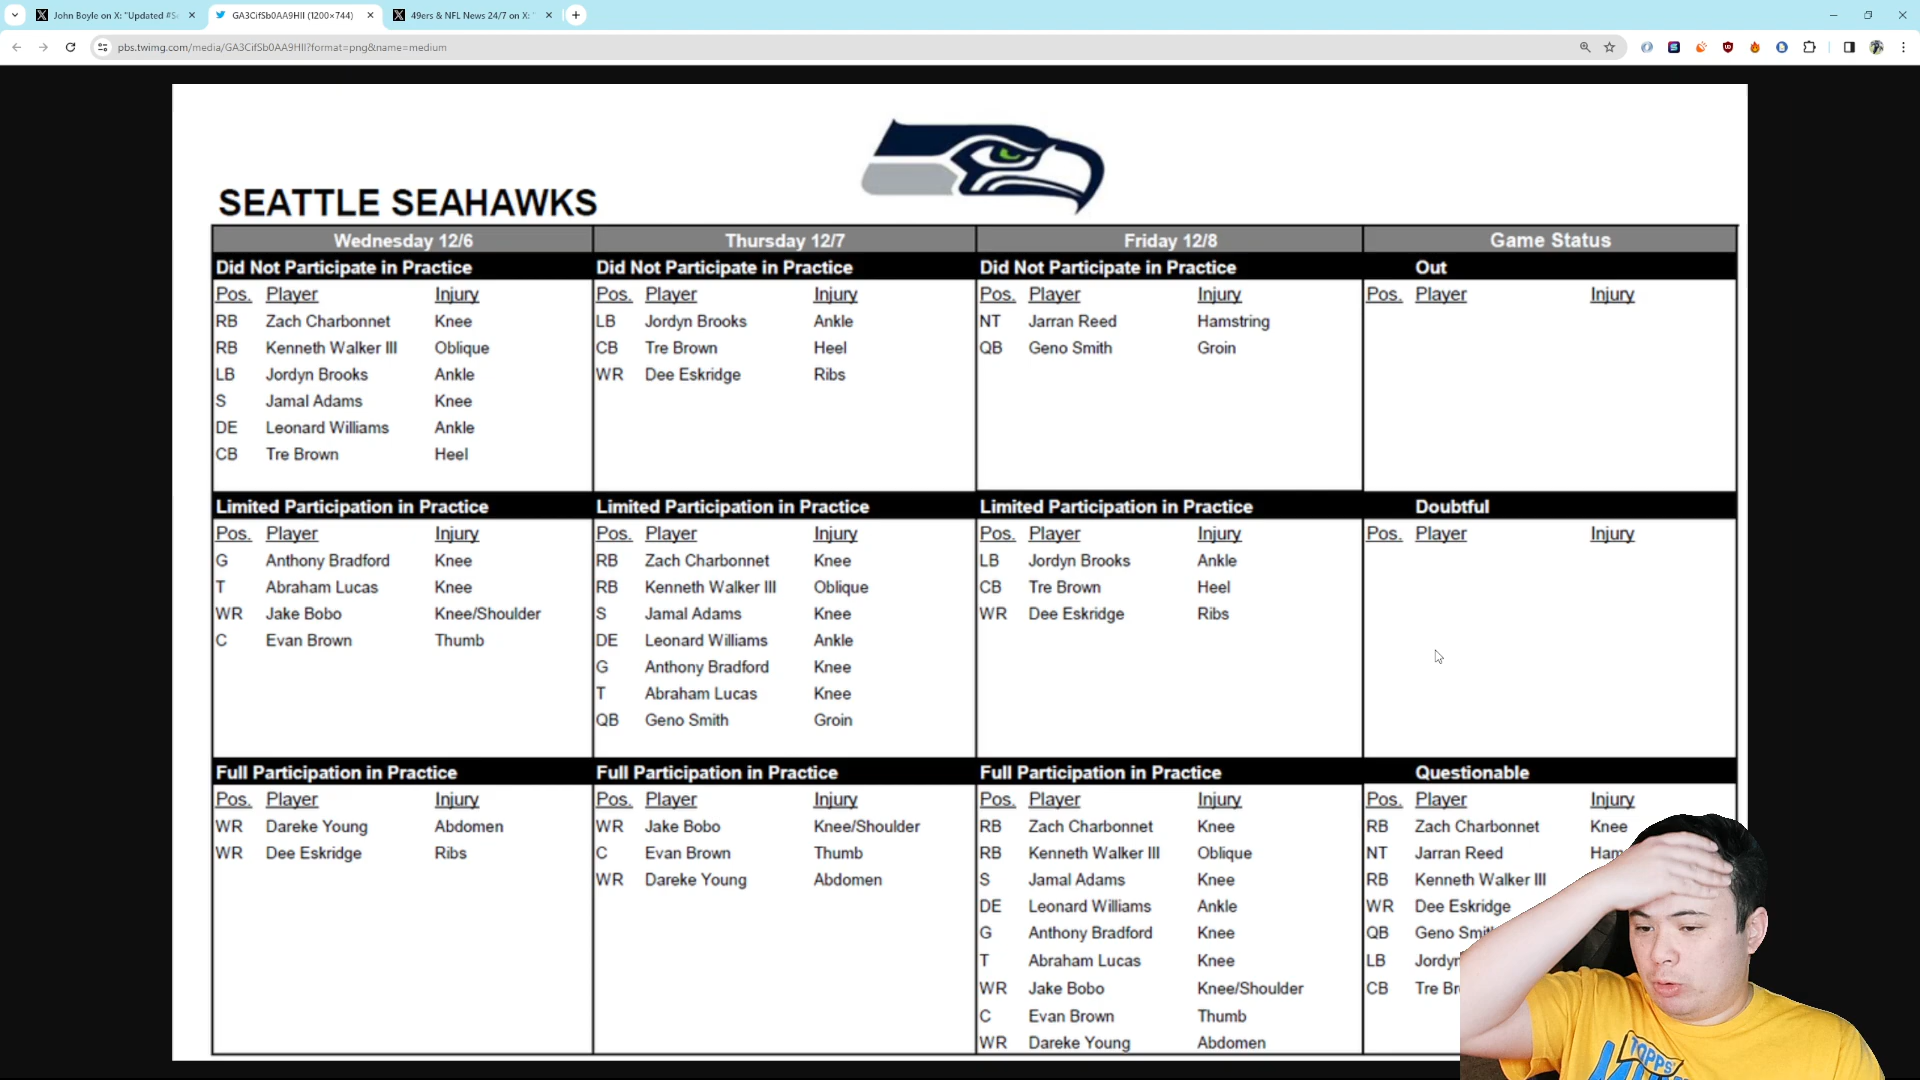 John Boyle on X: "Updated #Se
GA3CifSb0AA9HII (1200×744)
49ers & NFL News 24/7 on X: "
pbs.twimg.com/media/GA3CifSb0AA9HII?format=png&name=medium
SEATTLE SEAHAWKS
Wednesday 12/6 Thursday 12/7 Friday 12/8 Game Status
Did Not Participate in Practice Did Not Participate in Practice Did Not Participate in Practice Out
Pos. Player Injury Pos. Player Injury Pos. Player Injury Pos. Player Injury
RB Zach Charbonnet Knee LB Jordyn Brooks Ankle NT Jarran Reed Hamstring
RB Kenneth Walker III Oblique CB Tre Brown Heel QB Geno Smith Groin
LB Jordyn Brooks Ankle WR Dee Eskridge Ribs
S Jamal Adams Knee
DE Leonard Williams Ankle
CB Tre Brown Heel
Limited Participation in Practice Limited Participation in Practice Limited Participation in Practice Doubtful
Pos. Player Injury Pos. Player Injury Pos. Player Injury Pos. Player Injury
G Anthony Bradford Knee RB Zach Charbonnet Knee LB Jordyn Brooks Ankle
T Abraham Lucas Knee RB Kenneth Walker III Oblique CB Tre Brown Heel
WR Jake Bobo Knee/Shoulder S Jamal Adams Knee WR Dee Eskridge Ribs
C Evan Brown Thumb DE Leonard Williams Ankle
G Anthony Bradford Knee
T Abraham Lucas Knee
QB Geno Smith Groin
Full Participation in Practice Full Participation in Practice Full Participation in Practice Questionable
Pos. Player Injury Pos. Player Injury Pos. Player Injury Pos. Player Injury
WR Dareke Young Abdomen WR Jake Bobo Knee/Shoulder RB Zach Charbonnet Knee RB Zach Charbonnet Knee
WR Dee Eskridge Ribs C Evan Brown Thumb RB Kenneth Walker III Oblique NT Jarran Reed Ham
WR Dareke Young Abdomen S Jamal Adams Knee RB Kenneth Walker III
DE Leonard Williams Ankle WR Dee Eskridge
G Anthony Bradford Knee QB Geno Smith
T Abraham Lucas Knee LB Jordyn
WR Jake Bobo Knee/Shoulder CB Tre Br
C Evan Brown Thumb
WR Dareke Young Abdomen
TOPPS